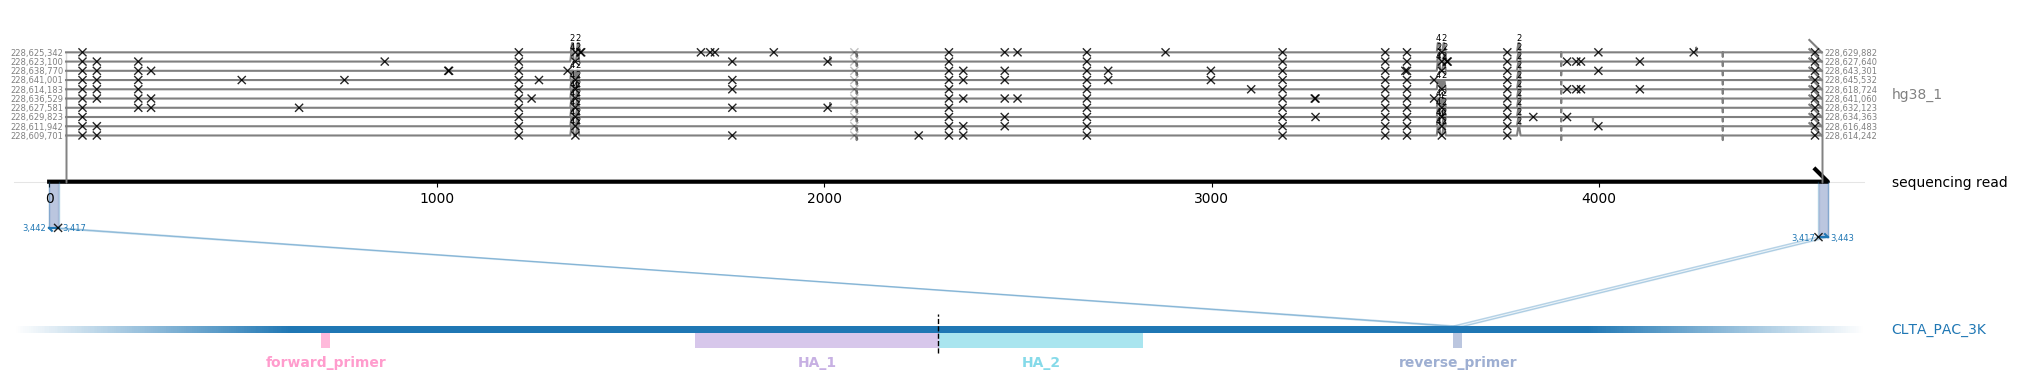 228,625,342 228,629,882
228,623,100 228,627,640
228,638,770 228,643,301
228,641,001 228,645,532
228,614,183 228,618,724
228,636,529 228,641,060
228,627,581 228,632,123
228,629,823 228,634,363
228,611,942 228,616,483
228,609,701 228,614,242
hg38_1
sequencing read
0 1000 2000 3000 4000
3,442 3,417 3,417 3,443
CLTA_PAC_3K
forward_primer HA_1 HA_2 reverse_primer